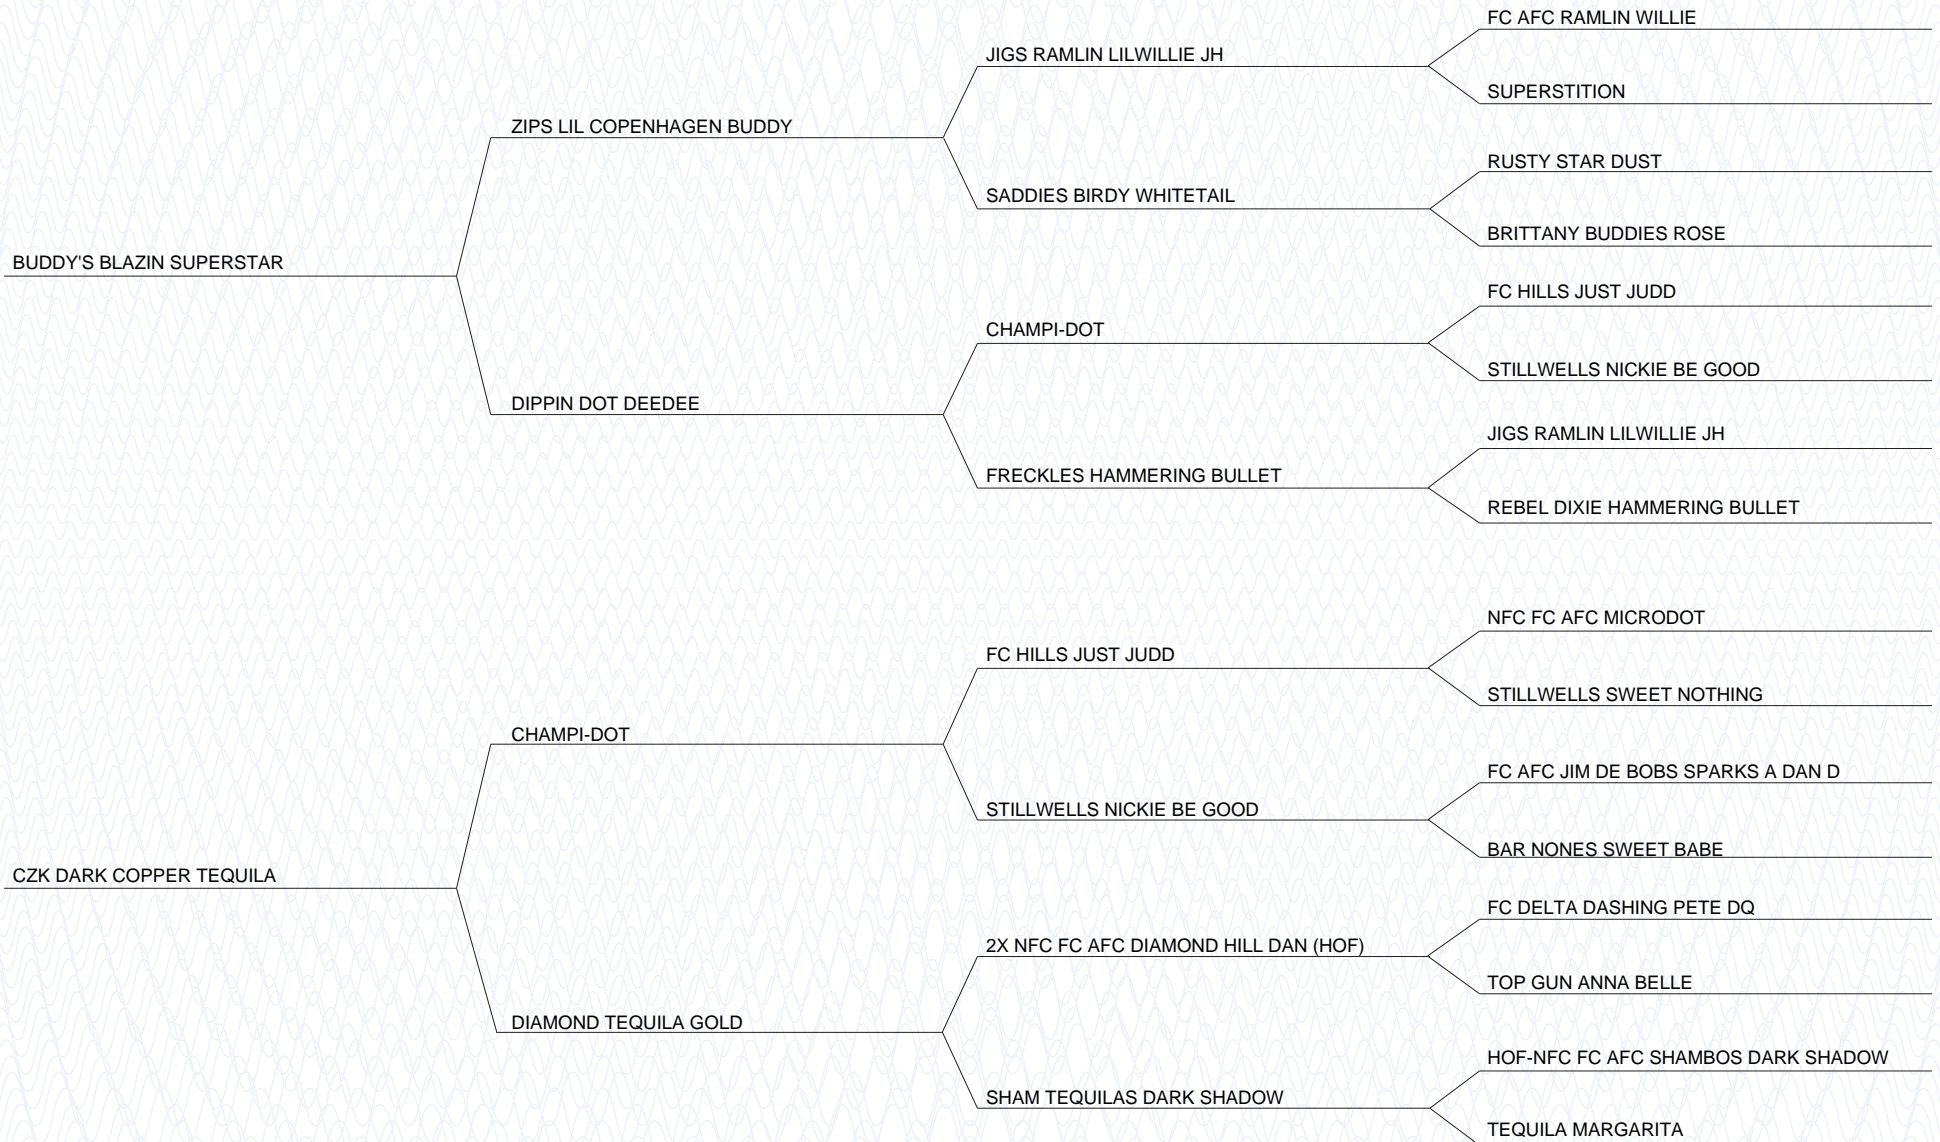 FC AFC RAMLIN WILLIE
JIGS RAMLIN LILWILLIE JH
SUPERSTITION
ZIPS LIL COPENHAGEN BUDDY
RUSTY STAR DUST
SADDIES BIRDY WHITETAIL
BRITTANY BUDDIES ROSE
BUDDY'S BLAZIN SUPERSTAR
FC HILLS JUST JUDD
CHAMPI-DOT
STILLWELLS NICKIE BE GOOD
DIPPIN DOT DEEDEE
JIGS RAMLIN LILWILLIE JH
FRECKLES HAMMERING BULLET
REBEL DIXIE HAMMERING BULLET
NFC FC AFC MICRODOT
FC HILLS JUST JUDD
STILLWELLS SWEET NOTHING
CHAMPI-DOT
FC AFC JIM DE BOBS SPARKS A DAN D
STILLWELLS NICKIE BE GOOD
BAR NONES SWEET BABE
CZK DARK COPPER TEQUILA
FC DELTA DASHING PETE DQ
2X NFC FC AFC DIAMOND HILL DAN (HOF)
TOP GUN ANNA BELLE
DIAMOND TEQUILA GOLD
HOF-NFC FC AFC SHAMBOS DARK SHADOW
SHAM TEQUILAS DARK SHADOW
TEQUILA MARGARITA